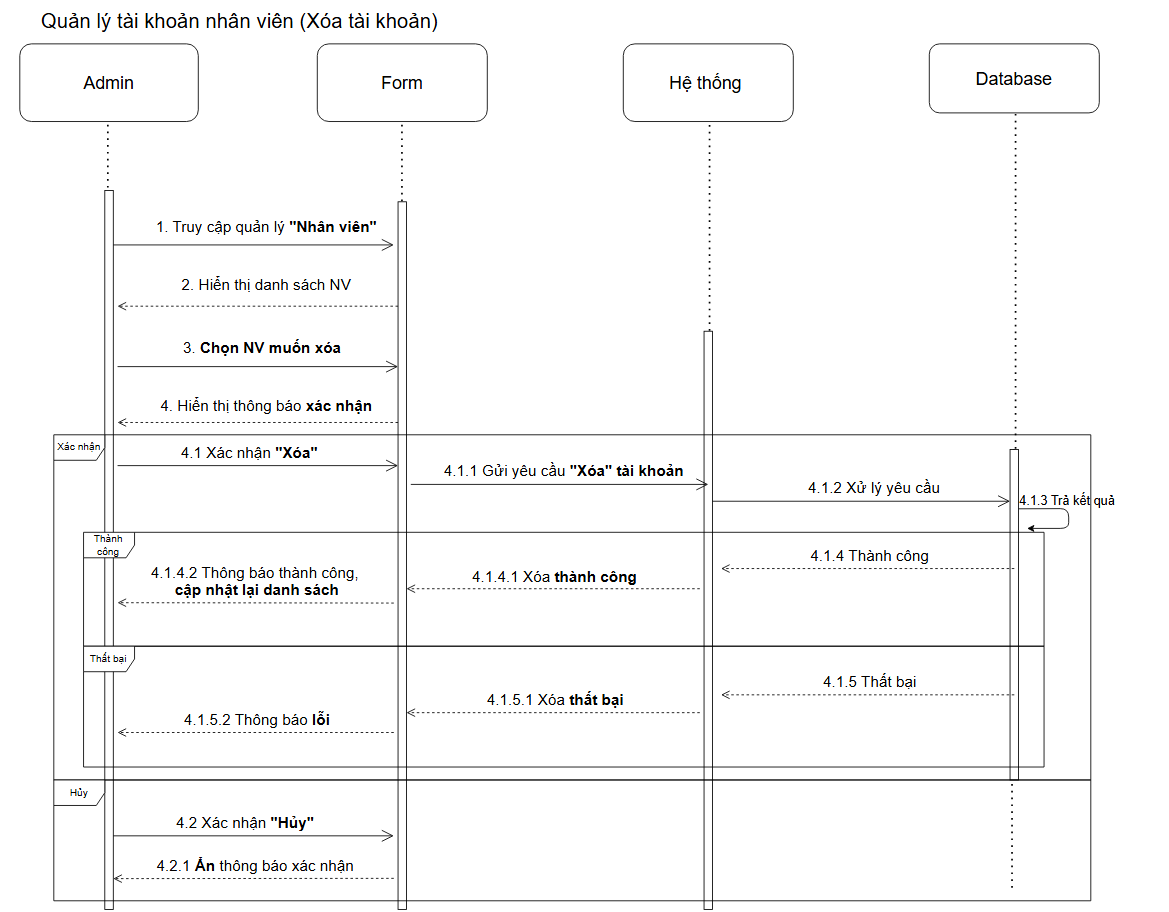 Quản lý tài khoản nhân viên (Xóa tài khoản)
Admin
Form
Hệ thống
Database
1. Truy cập quản lý "Nhân viên"
2. Hiển thị danh sách NV
3. Chọn NV muốn xóa
4. Hiển thị thông báo xác nhận
Xác nhận
4.1 Xác nhận "Xóa"
4.1.1 Gửi yêu cầu "Xóa" tài khoản
4.1.2 Xử lý yêu cầu
4.1.3 Trả kết quả
Thành
công
4.1.4 Thành công
4.1.4.1 Xóa thành công
4.1.4.2 Thông báo thành công,
cập nhật lại danh sách
Thất bại
4.1.5 Thất bại
4.1.5.1 Xóa thất bại
4.1.5.2 Thông báo lỗi
Hủy
4.2 Xác nhận "Hủy"
4.2.1 Ẩn thông báo xác nhận